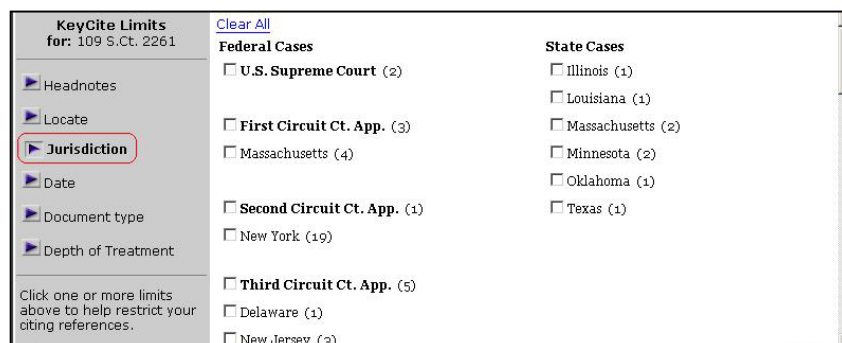 KeyCite Limits
for: 109 S.Ct. 2261
Headnotes
Locate
Jurisdiction
Date
Document type
Depth of Treatment
Click one or more limits
above to help restrict your
citing references.
Clear All
Federal Cases
U.S. Supreme Court (2)
First Circuit Ct. App. (3)
Massachusetts (4)
Second Circuit Ct. App. (1)
New York (19)
Third Circuit Ct. App. (5)
Delaware (1)
New Jersey (3)
State Cases
Illinois (1)
Louisiana (1)
Massachusetts (2)
Minnesota (2)
Oklahoma (1)
Texas (1)